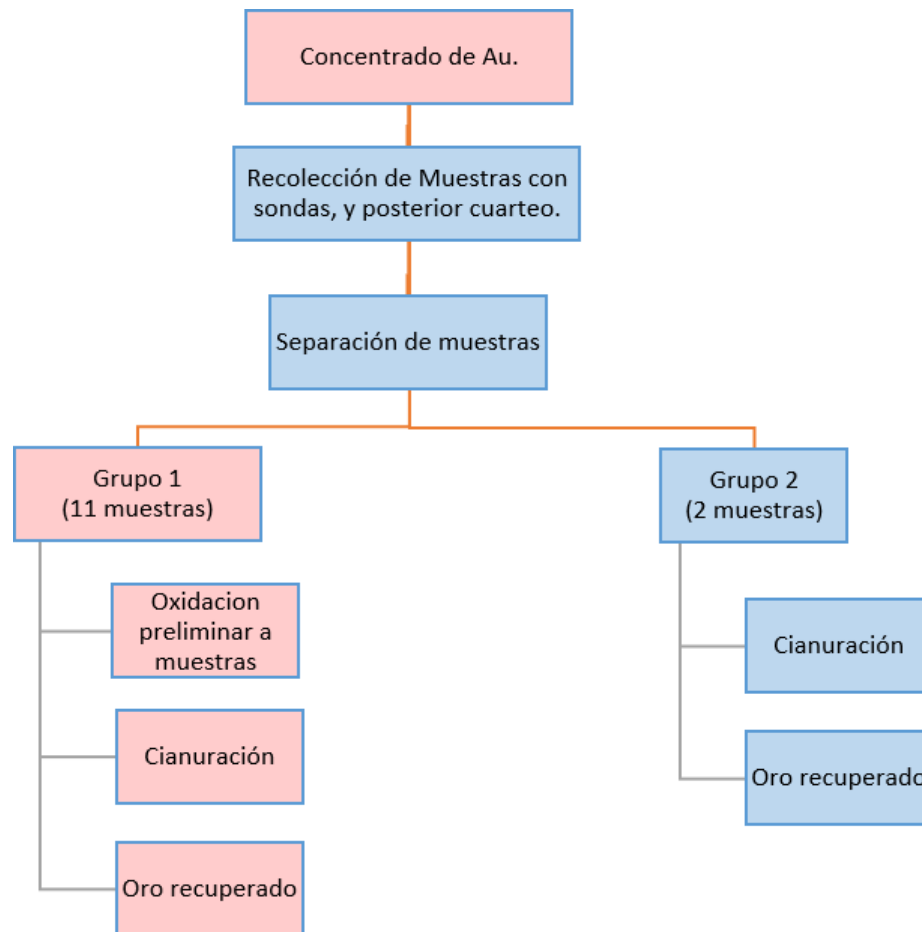 Concentrado de Au.
Recolección de Muestras con
sondas, y posterior cuarteo.
Separación de muestras
Grupo 1
(11 muestras)
Oxidacion
preliminar a
muestras
Cianuración
Oro recuperado
Grupo 2
(2 muestras)
Cianuración
Oro recuperado